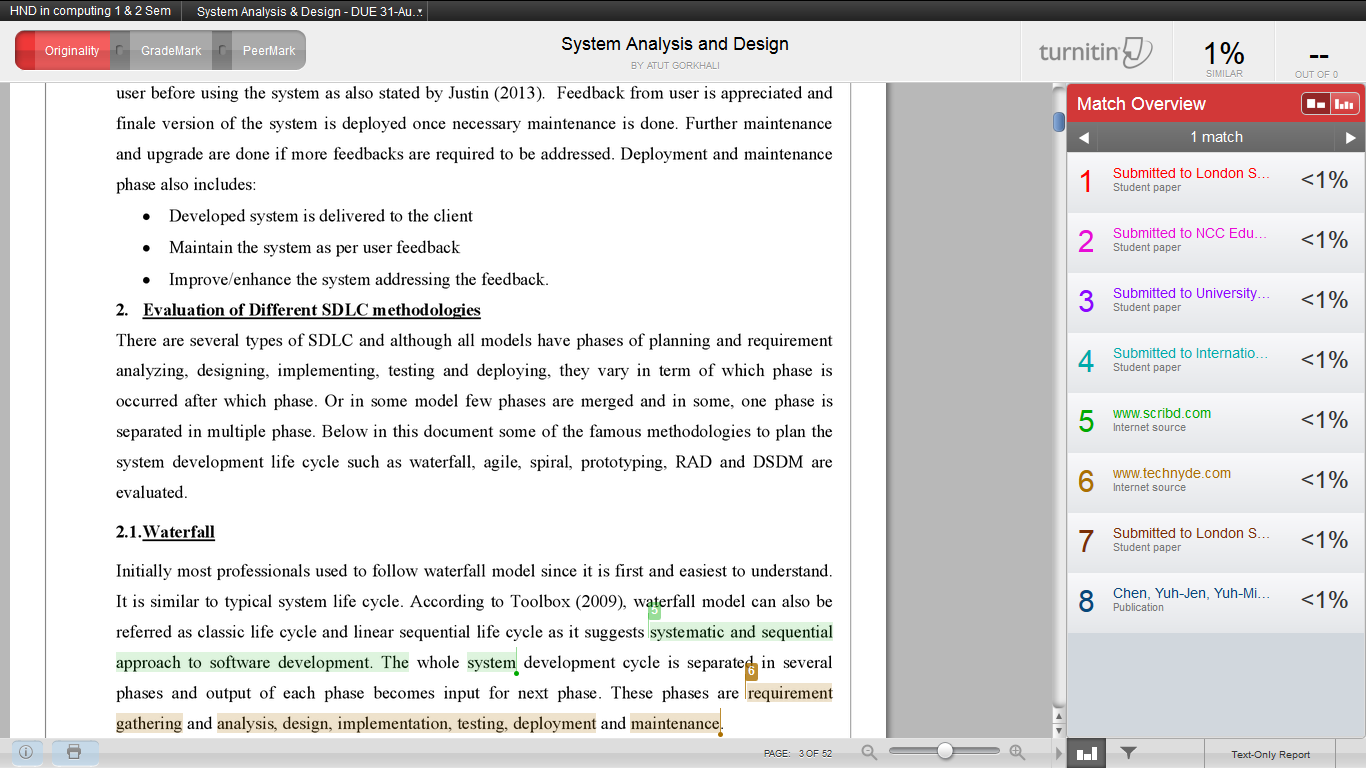 HND in computing 1 & 2 Sem
System Analysis & Design - DUE 31-Au...
Originality
GradeMark
PeerMark
System Analysis and Design
BY ATUT GORKHALI
turnitin
1%
SIMILAR
--
OUT OF 0
user before using the system as also stated by Justin (2013). Feedback from user is appreciated and
finale version of the system is deployed once necessary maintenance is done. Further maintenance
and upgrade are done if more feedbacks are required to be addressed. Deployment and maintenance
phase also includes:
• Developed system is delivered to the client
• Maintain the system as per user feedback
• Improve/enhance the system addressing the feedback.
2. Evaluation of Different SDLC methodologies
There are several types of SDLC and although all models have phases of planning and requirement
analyzing, designing, implementing, testing and deploying, they vary in term of which phase is
occurred after which phase. Or in some model few phases are merged and in some, one phase is
separated in multiple phase. Below in this document some of the famous methodologies to plan the
system development life cycle such as waterfall, agile, spiral, prototyping, RAD and DSDM are
evaluated.
2.1.Waterfall
Initially most professionals used to follow waterfall model since it is first and easiest to understand.
It is similar to typical system life cycle. According to Toolbox (2009), waterfall model can also be
5
referred as classic life cycle and linear sequential life cycle as it suggests systematic and sequential
approach to software development. The whole system development cycle is separated in several
6
phases and output of each phase becomes input for next phase. These phases are requirement
gathering and analysis, design, implementation, testing, deployment and maintenance.
Match Overview
1 match
1 Submitted to London S... <1%
Student paper
2 Submitted to NCC Edu... <1%
Student paper
3 Submitted to University... <1%
Student paper
4 Submitted to Internatio... <1%
Student paper
5 www.scribd.com <1%
Internet source
6 www.technyde.com <1%
Internet source
7 Submitted to London S... <1%
Student paper
8 Chen, Yuh-Jen, Yuh-Mi... <1%
Publication
PAGE: 3 OF 52
Text-Only Report